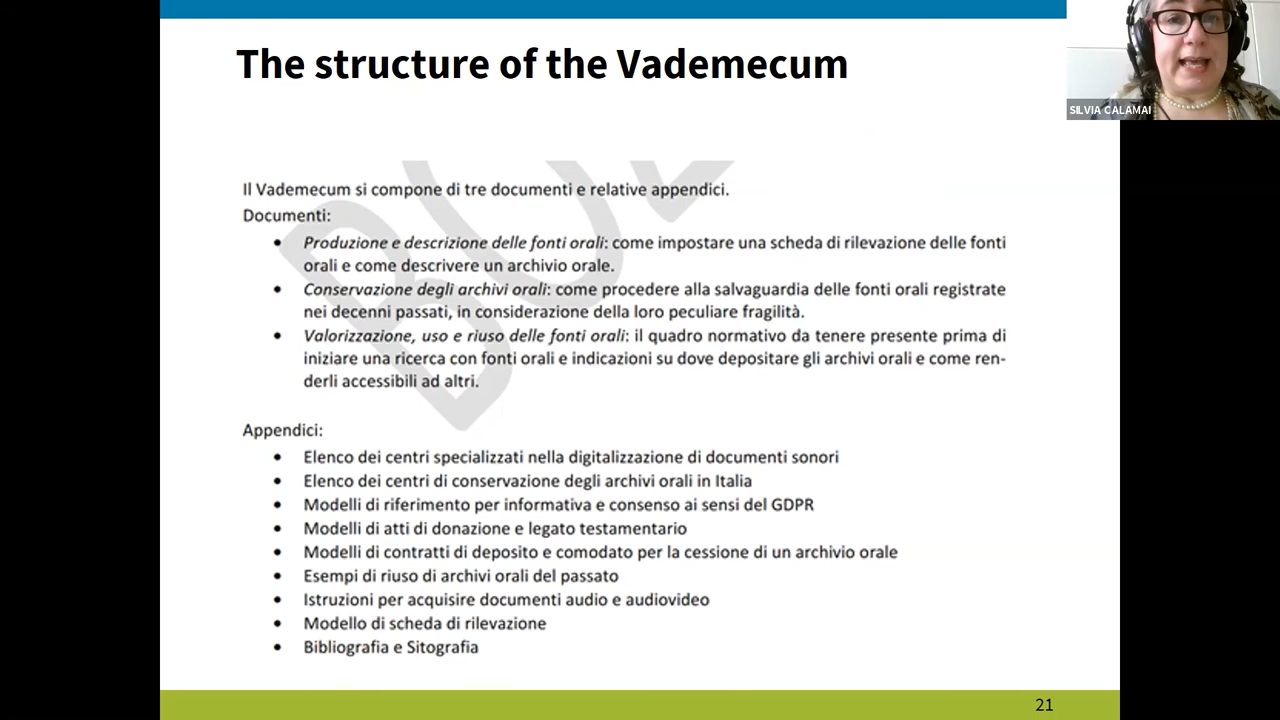 The structure of the Vademecum
SILVIA CALAMAI
Il Vademecum si compone di tre documenti e relative appendici.
Documenti:
• Produzione e descrizione delle fonti orali: come impostare una scheda di rilevazione delle fonti
orali e come descrivere un archivio orale.
• Conservazione degli archivi orali: come procedere alla salvaguardia delle fonti orali registrate
nei decenni passati, in considerazione della loro peculiare fragilità.
• Valorizzazione, uso e riuso delle fonti orali: il quadro normativo da tenere presente prima di
iniziare una ricerca con fonti orali e indicazioni su dove depositare gli archivi orali e come ren-
derli accessibili ad altri.
Appendici:
• Elenco dei centri specializzati nella digitalizzazione di documenti sonori
• Elenco dei centri di conservazione degli archivi orali in Italia
• Modelli di riferimento per informativa e consenso ai sensi del GDPR
• Modelli di atti di donazione e legato testamentario
• Modelli di contratti di deposito e comodato per la cessione di un archivio orale
• Esempi di riuso di archivi orali del passato
• Istruzioni per acquisire documenti audio e audiovideo
• Modello di scheda di rilevazione
• Bibliografia e Sitografia
21